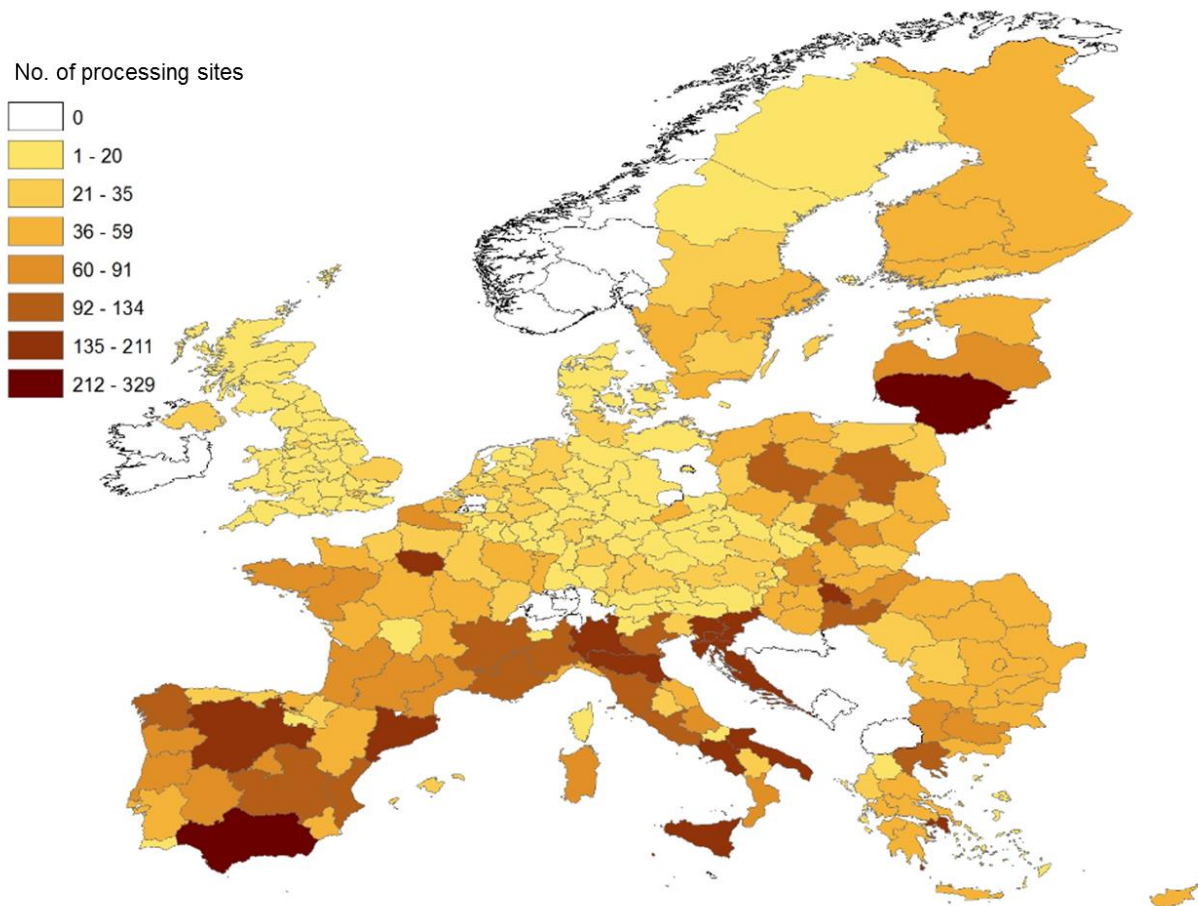 No. of processing sites
0
1 - 20
21 - 35
36 - 59
60 - 91
92 - 134
135 - 211
212 - 329